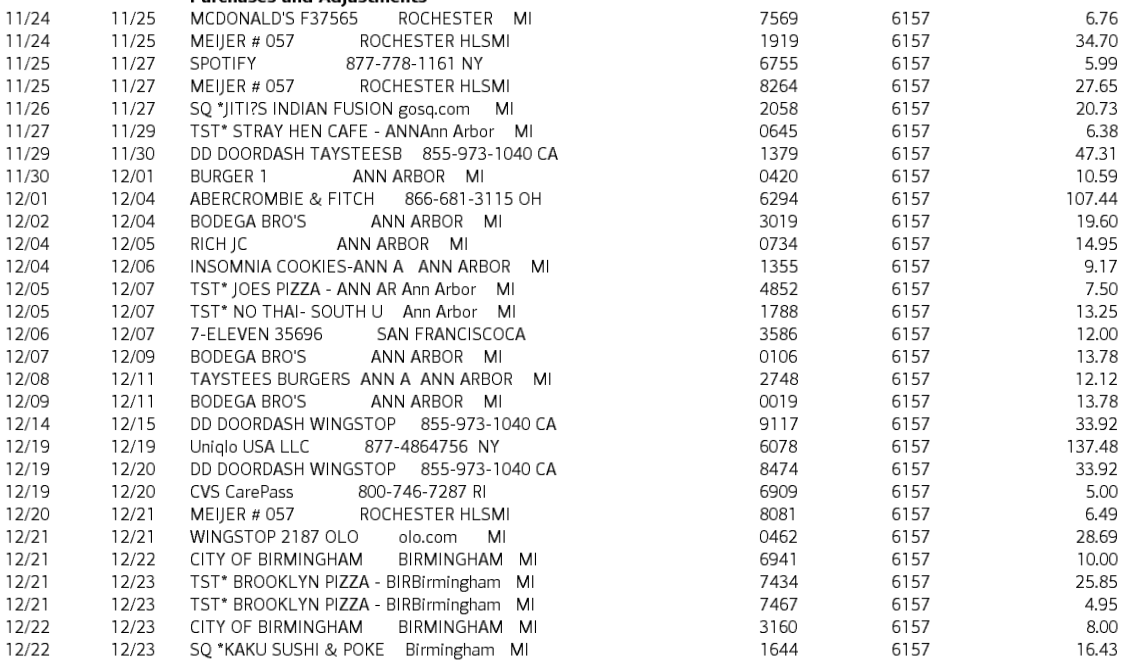 Purchases and Adjustments
11/24 11/25 MCDONALD'S F37565 ROCHESTER MI 7569 6157 6.76
11/24 11/25 MEIJER # 057 ROCHESTER HLSMI 1919 6157 34.70
11/25 11/27 SPOTIFY 877-778-1161 NY 6755 6157 5.99
11/25 11/27 MEIJER # 057 ROCHESTER HLSMI 8264 6157 27.65
11/26 11/27 SQ *JITI?S INDIAN FUSION gosq.com MI 2058 6157 20.73
11/27 11/29 TST* STRAY HEN CAFE - ANNAnn Arbor MI 0645 6157 6.38
11/29 11/30 DD DOORDASH TAYSTEESB 855-973-1040 CA 1379 6157 47.31
11/30 12/01 BURGER 1 ANN ARBOR MI 0420 6157 10.59
12/01 12/04 ABERCROMBIE & FITCH 866-681-3115 OH 6294 6157 107.44
12/02 12/04 BODEGA BRO'S ANN ARBOR MI 3019 6157 19.60
12/04 12/05 RICH JC ANN ARBOR MI 0734 6157 14.95
12/04 12/06 INSOMNIA COOKIES-ANN A ANN ARBOR MI 1355 6157 9.17
12/05 12/07 TST* JOES PIZZA - ANN AR Ann Arbor MI 4852 6157 7.50
12/05 12/07 TST* NO THAI- SOUTH U Ann Arbor MI 1788 6157 13.25
12/06 12/07 7-ELEVEN 35696 SAN FRANCISCOCA 3586 6157 12.00
12/07 12/09 BODEGA BRO'S ANN ARBOR MI 0106 6157 13.78
12/08 12/11 TAYSTEES BURGERS ANN A ANN ARBOR MI 2748 6157 12.12
12/09 12/11 BODEGA BRO'S ANN ARBOR MI 0019 6157 13.78
12/14 12/15 DD DOORDASH WINGSTOP 855-973-1040 CA 9117 6157 33.92
12/19 12/19 Uniqlo USA LLC 877-4864756 NY 6078 6157 137.48
12/19 12/20 DD DOORDASH WINGSTOP 855-973-1040 CA 8474 6157 33.92
12/19 12/20 CVS CarePass 800-746-7287 RI 6909 6157 5.00
12/20 12/21 MEIJER # 057 ROCHESTER HLSMI 8081 6157 6.49
12/21 12/21 WINGSTOP 2187 OLO olo.com MI 0462 6157 28.69
12/21 12/22 CITY OF BIRMINGHAM BIRMINGHAM MI 6941 6157 10.00
12/21 12/23 TST* BROOKLYN PIZZA - BIRBirmingham MI 7434 6157 25.85
12/21 12/23 TST* BROOKLYN PIZZA - BIRBirmingham MI 7467 6157 4.95
12/22 12/23 CITY OF BIRMINGHAM BIRMINGHAM MI 3160 6157 8.00
12/22 12/23 SQ *KAKU SUSHI & POKE Birmingham MI 1644 6157 16.43